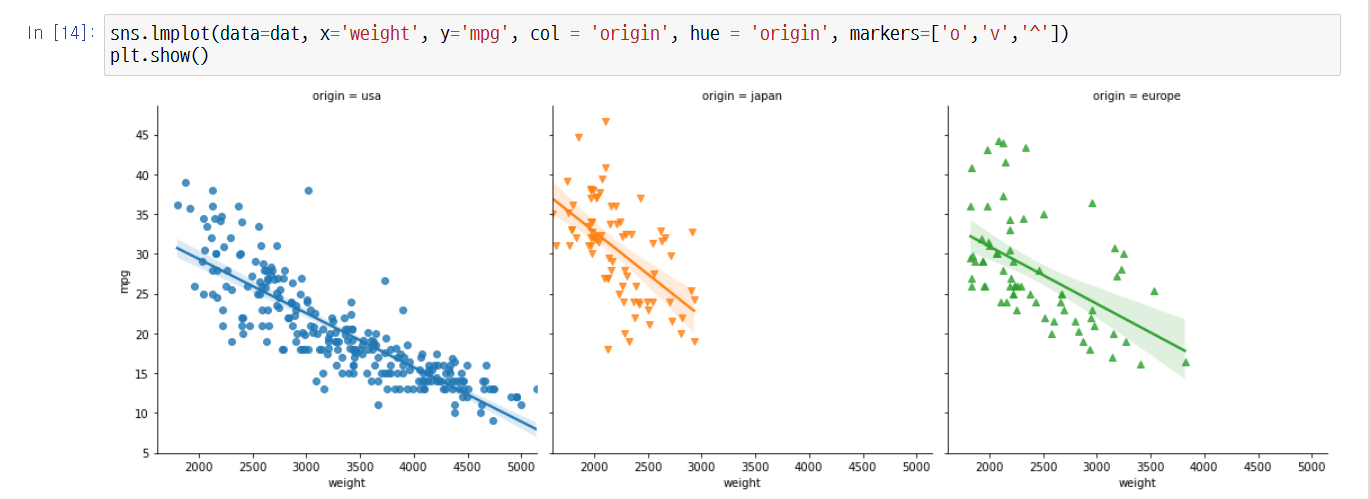 In [14]: sns.lmplot(data=dat, x='weight', y='mpg', col = 'origin', hue = 'origin', markers=['o','v','^'])
plt.show()
origin = usa
origin = japan
origin = europe
mpg
45
40
35
30
25
20
15
10
5
2000 2500 3000 3500 4000 4500 5000
2000 2500 3000 3500 4000 4500 5000
2000 2500 3000 3500 4000 4500 5000
weight
weight
weight